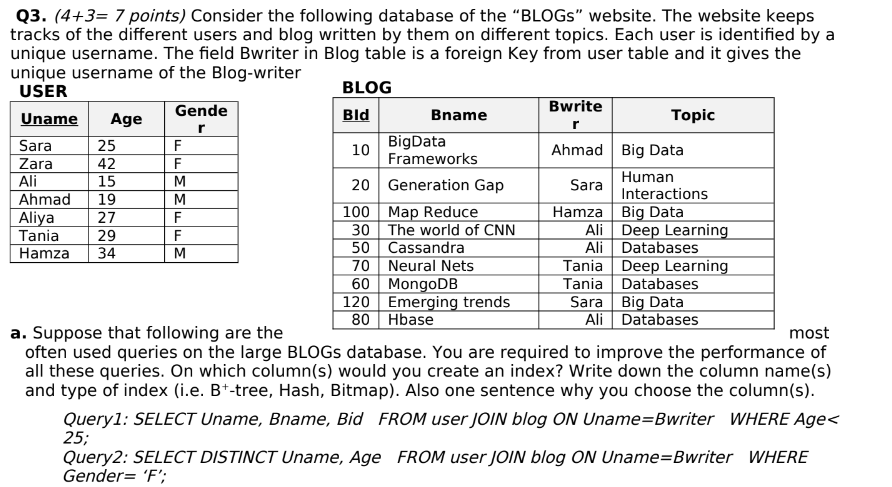 Q3. (4+3= 7 points) Consider the following database of the “BLOGs” website. The website keeps
tracks of the different users and blog written by them on different topics. Each user is identified by a
unique username. The field Bwriter in Blog table is a foreign Key from user table and it gives the
unique username of the Blog-writer
USER
Uname Age Gende
r
Sara 25 F
Zara 42 F
Ali 15 M
Ahmad 19 M
Aliya 27 F
Tania 29 F
Hamza 34 M
BLOG
BId Bname Bwrite
r Topic
10 BigData
Frameworks Ahmad Big Data
20 Generation Gap Sara Human
Interactions
100 Map Reduce Hamza Big Data
30 The world of CNN Ali Deep Learning
50 Cassandra Ali Databases
70 Neural Nets Tania Deep Learning
60 MongoDB Tania Databases
120 Emerging trends Sara Big Data
80 Hbase Ali Databases
a. Suppose that following are the most
often used queries on the large BLOGs database. You are required to improve the performance of
all these queries. On which column(s) would you create an index? Write down the column name(s)
and type of index (i.e. B⁺-tree, Hash, Bitmap). Also one sentence why you choose the column(s).
Query1: SELECT Uname, Bname, Bid FROM user JOIN blog ON Uname=Bwriter WHERE Age<
25;
Query2: SELECT DISTINCT Uname, Age FROM user JOIN blog ON Uname=Bwriter WHERE
Gender= ‘F’;